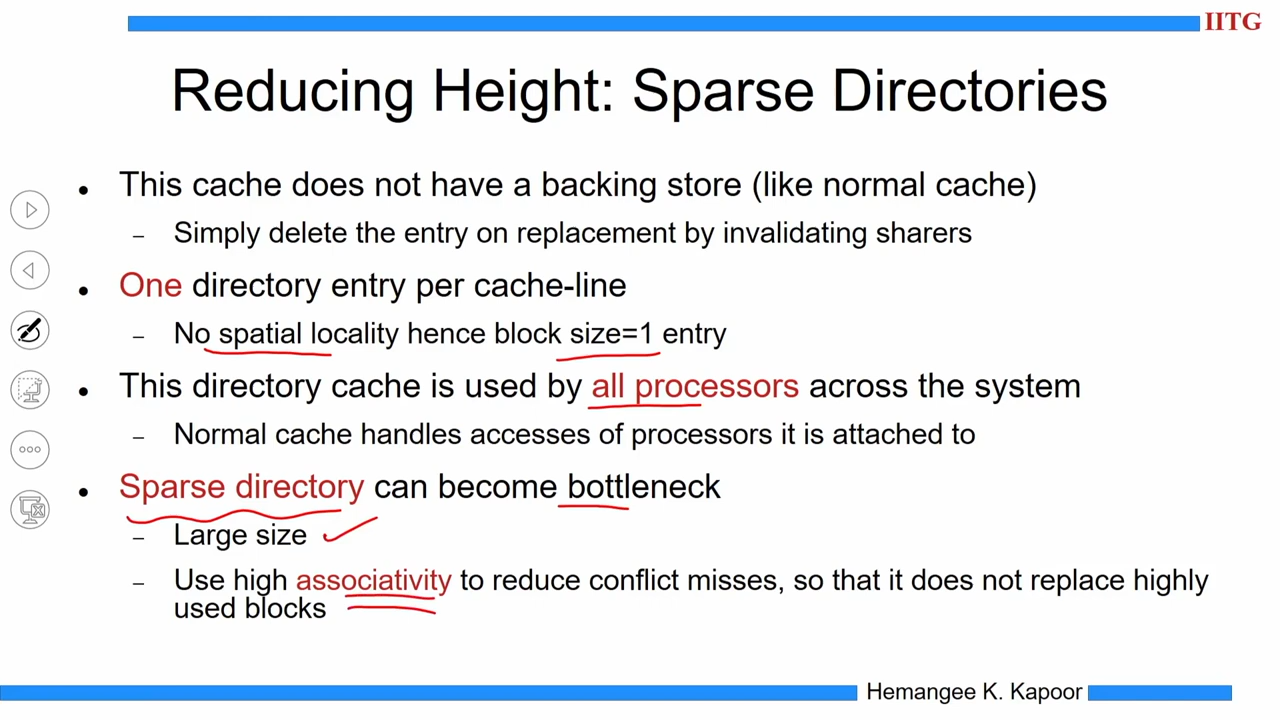 IITG
Reducing Height: Sparse Directories
• This cache does not have a backing store (like normal cache)
– Simply delete the entry on replacement by invalidating sharers
• One directory entry per cache-line
– No spatial locality hence block size=1 entry
• This directory cache is used by all processors across the system
– Normal cache handles accesses of processors it is attached to
• Sparse directory can become bottleneck
– Large size
– Use high associativity to reduce conflict misses, so that it does not replace highly
used blocks
Hemangee K. Kapoor